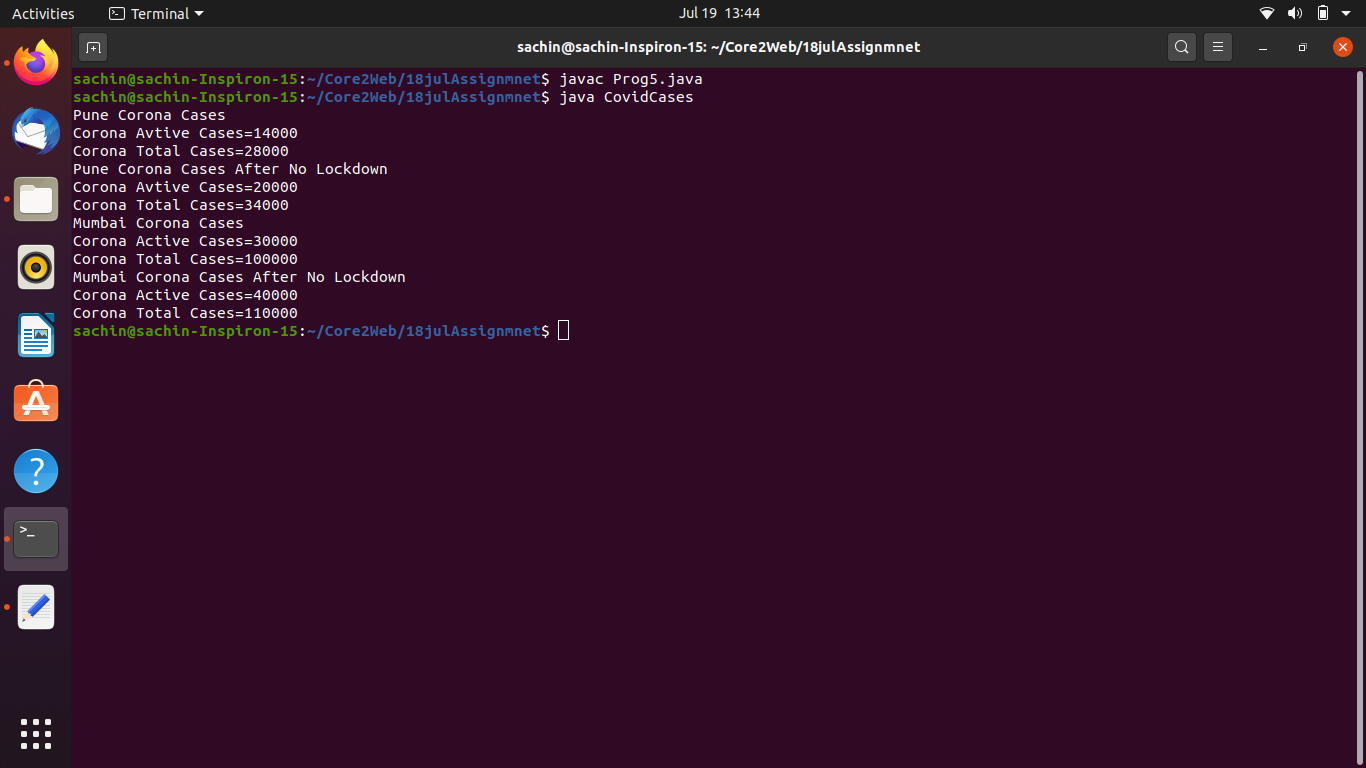 Activities Terminal Jul 19 13:44
sachin@sachin-Inspiron-15: ~/Core2Web/18julAssignmnet
sachin@sachin-Inspiron-15:~/Core2Web/18julAssignmnet$ javac Prog5.java
sachin@sachin-Inspiron-15:~/Core2Web/18julAssignmnet$ java CovidCases
Pune Corona Cases
Corona Avtive Cases=14000
Corona Total Cases=28000
Pune Corona Cases After No Lockdown
Corona Avtive Cases=20000
Corona Total Cases=34000
Mumbai Corona Cases
Corona Active Cases=30000
Corona Total Cases=100000
Mumbai Corona Cases After No Lockdown
Corona Active Cases=40000
Corona Total Cases=110000
sachin@sachin-Inspiron-15:~/Core2Web/18julAssignmnet$